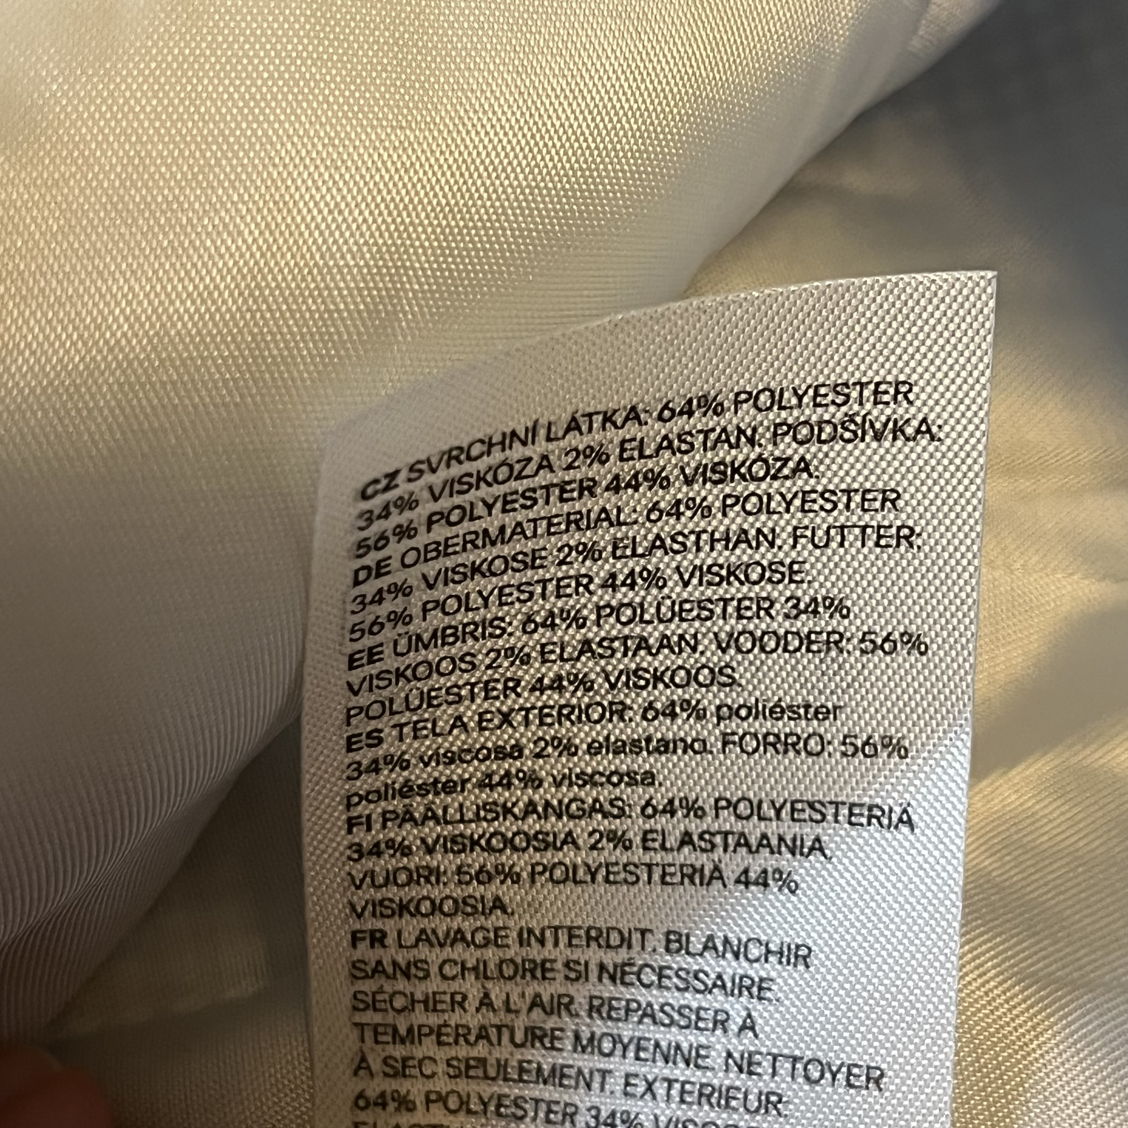 CZ SVRCHNÍ LÁTKA: 64% POLYESTER
34% VISKÓZA 2% ELASTAN. PODŠÍVKA:
56% POLYESTER 44% VISKÓZA.
DE OBERMATERIAL: 64% POLYESTER
34% VISKOSE 2% ELASTHAN. FUTTER:
56% POLYESTER 44% VISKOSE.
EE ÜMBRIS: 64% POLÜESTER 34%
VISKOOS 2% ELASTAAN. VOODER: 56%
POLÜESTER 44% VISKOOS.
ES TELA EXTERIOR: 64% poliéster
34% viscosa 2% elastano. FORRO: 56%
poliéster 44% viscosa.
FI PÄÄLLISKANGAS: 64% POLYESTERIÄ
34% VISKOOSIA 2% ELASTAANIA.
VUORI: 56% POLYESTERIÄ 44%
VISKOOSIA.
FR LAVAGE INTERDIT. BLANCHIR
SANS CHLORE SI NÉCESSAIRE.
SÉCHER À L'AIR. REPASSER À
TEMPÉRATURE MOYENNE. NETTOYER
À SEC SEULEMENT. EXTERIEUR:
64% POLYESTER 34%